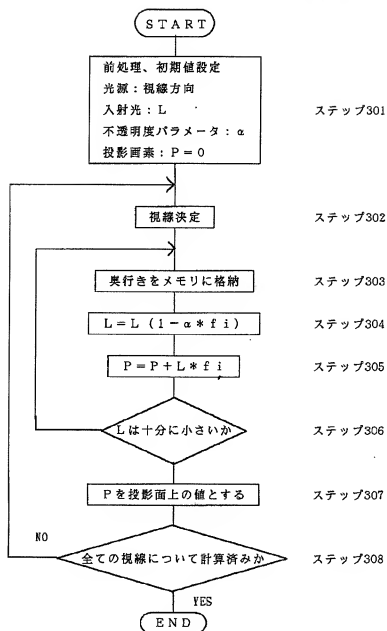 START
前処理、初期値設定
光源：視線方向
入射光：L
不透明度パラメータ：α
投影画素：P＝0
ステップ301
視線決定
ステップ302
奥行きをメモリに格納
ステップ303
L＝L（1－α＊fi）
ステップ304
P＝P＋L＊fi
ステップ305
Lは十分に小さいか
ステップ306
Pを投影面上の値とする
ステップ307
NO
全ての視線について計算済みか
ステップ308
YES
END